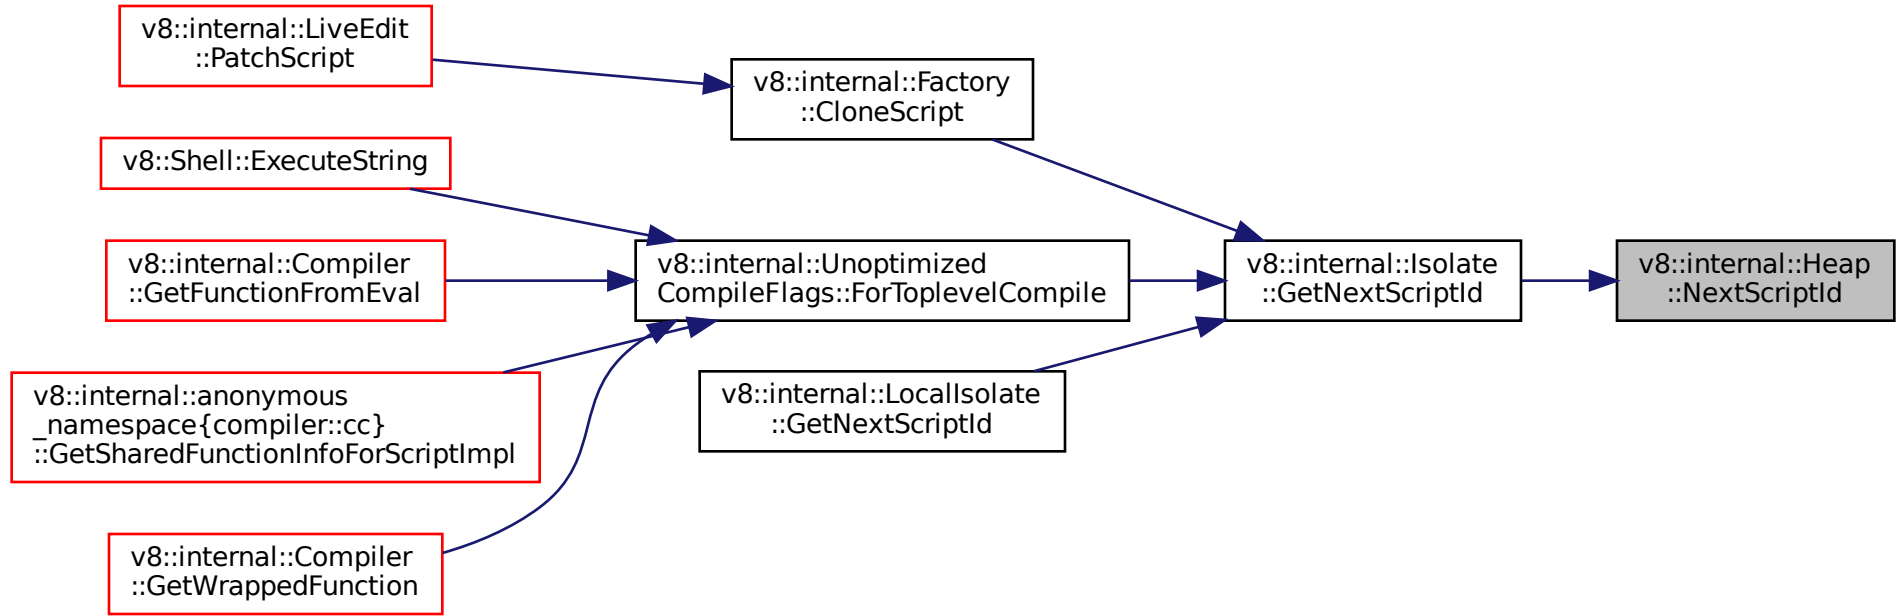 v8::internal::LiveEdit
::PatchScript
v8::internal::Factory
::CloneScript
v8::Shell::ExecuteString
v8::internal::Compiler
::GetFunctionFromEval
v8::internal::Unoptimized
CompileFlags::ForToplevelCompile
v8::internal::Isolate
::GetNextScriptId
v8::internal::Heap
::NextScriptId
v8::internal::anonymous
_namespace{compiler::cc}
::GetSharedFunctionInfoForScriptImpl
v8::internal::LocalIsolate
::GetNextScriptId
v8::internal::Compiler
::GetWrappedFunction